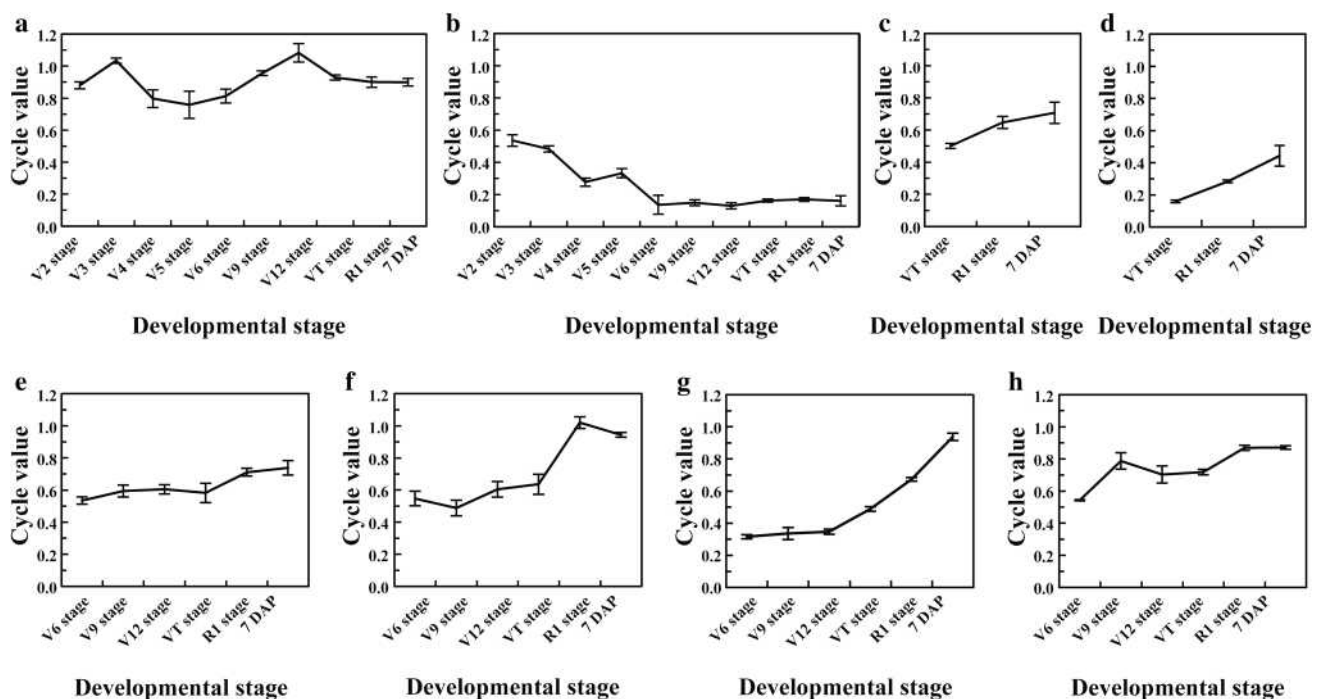 a
b
c
d
Cycle value
1.2
1.0
0.8
0.6
0.4
0.2
0.0
V2 stage
V3 stage
V4 stage
V5 stage
V6 stage
V9 stage
V12 stage
VT stage
R1 stage
7 DAP
Developmental stage
Cycle value
1.2
1.0
0.8
0.6
0.4
0.2
0.0
V2 stage
V3 stage
V4 stage
V5 stage
V6 stage
V9 stage
V12 stage
VT stage
R1 stage
7 DAP
Developmental stage
Cycle value
1.2
1.0
0.8
0.6
0.4
0.2
0.0
VT stage
R1 stage
7 DAP
Developmental stage
Cycle value
1.2
1.0
0.8
0.6
0.4
0.2
0.0
VT stage
R1 stage
7 DAP
Developmental stage
e
f
g
h
Cycle value
1.2
1.0
0.8
0.6
0.4
0.2
0.0
V6 stage
V9 stage
V12 stage
VT stage
R1 stage
7 DAP
Developmental stage
Cycle value
1.2
1.0
0.8
0.6
0.4
0.2
0.0
V6 stage
V9 stage
V12 stage
VT stage
R1 stage
7 DAP
Developmental stage
Cycle value
1.2
1.0
0.8
0.6
0.4
0.2
0.0
V6 stage
V9 stage
V12 stage
VT stage
R1 stage
7 DAP
Developmental stage
Cycle value
1.2
1.0
0.8
0.6
0.4
0.2
0.0
V6 stage
V9 stage
V12 stage
VT stage
R1 stage
7 DAP
Developmental stage